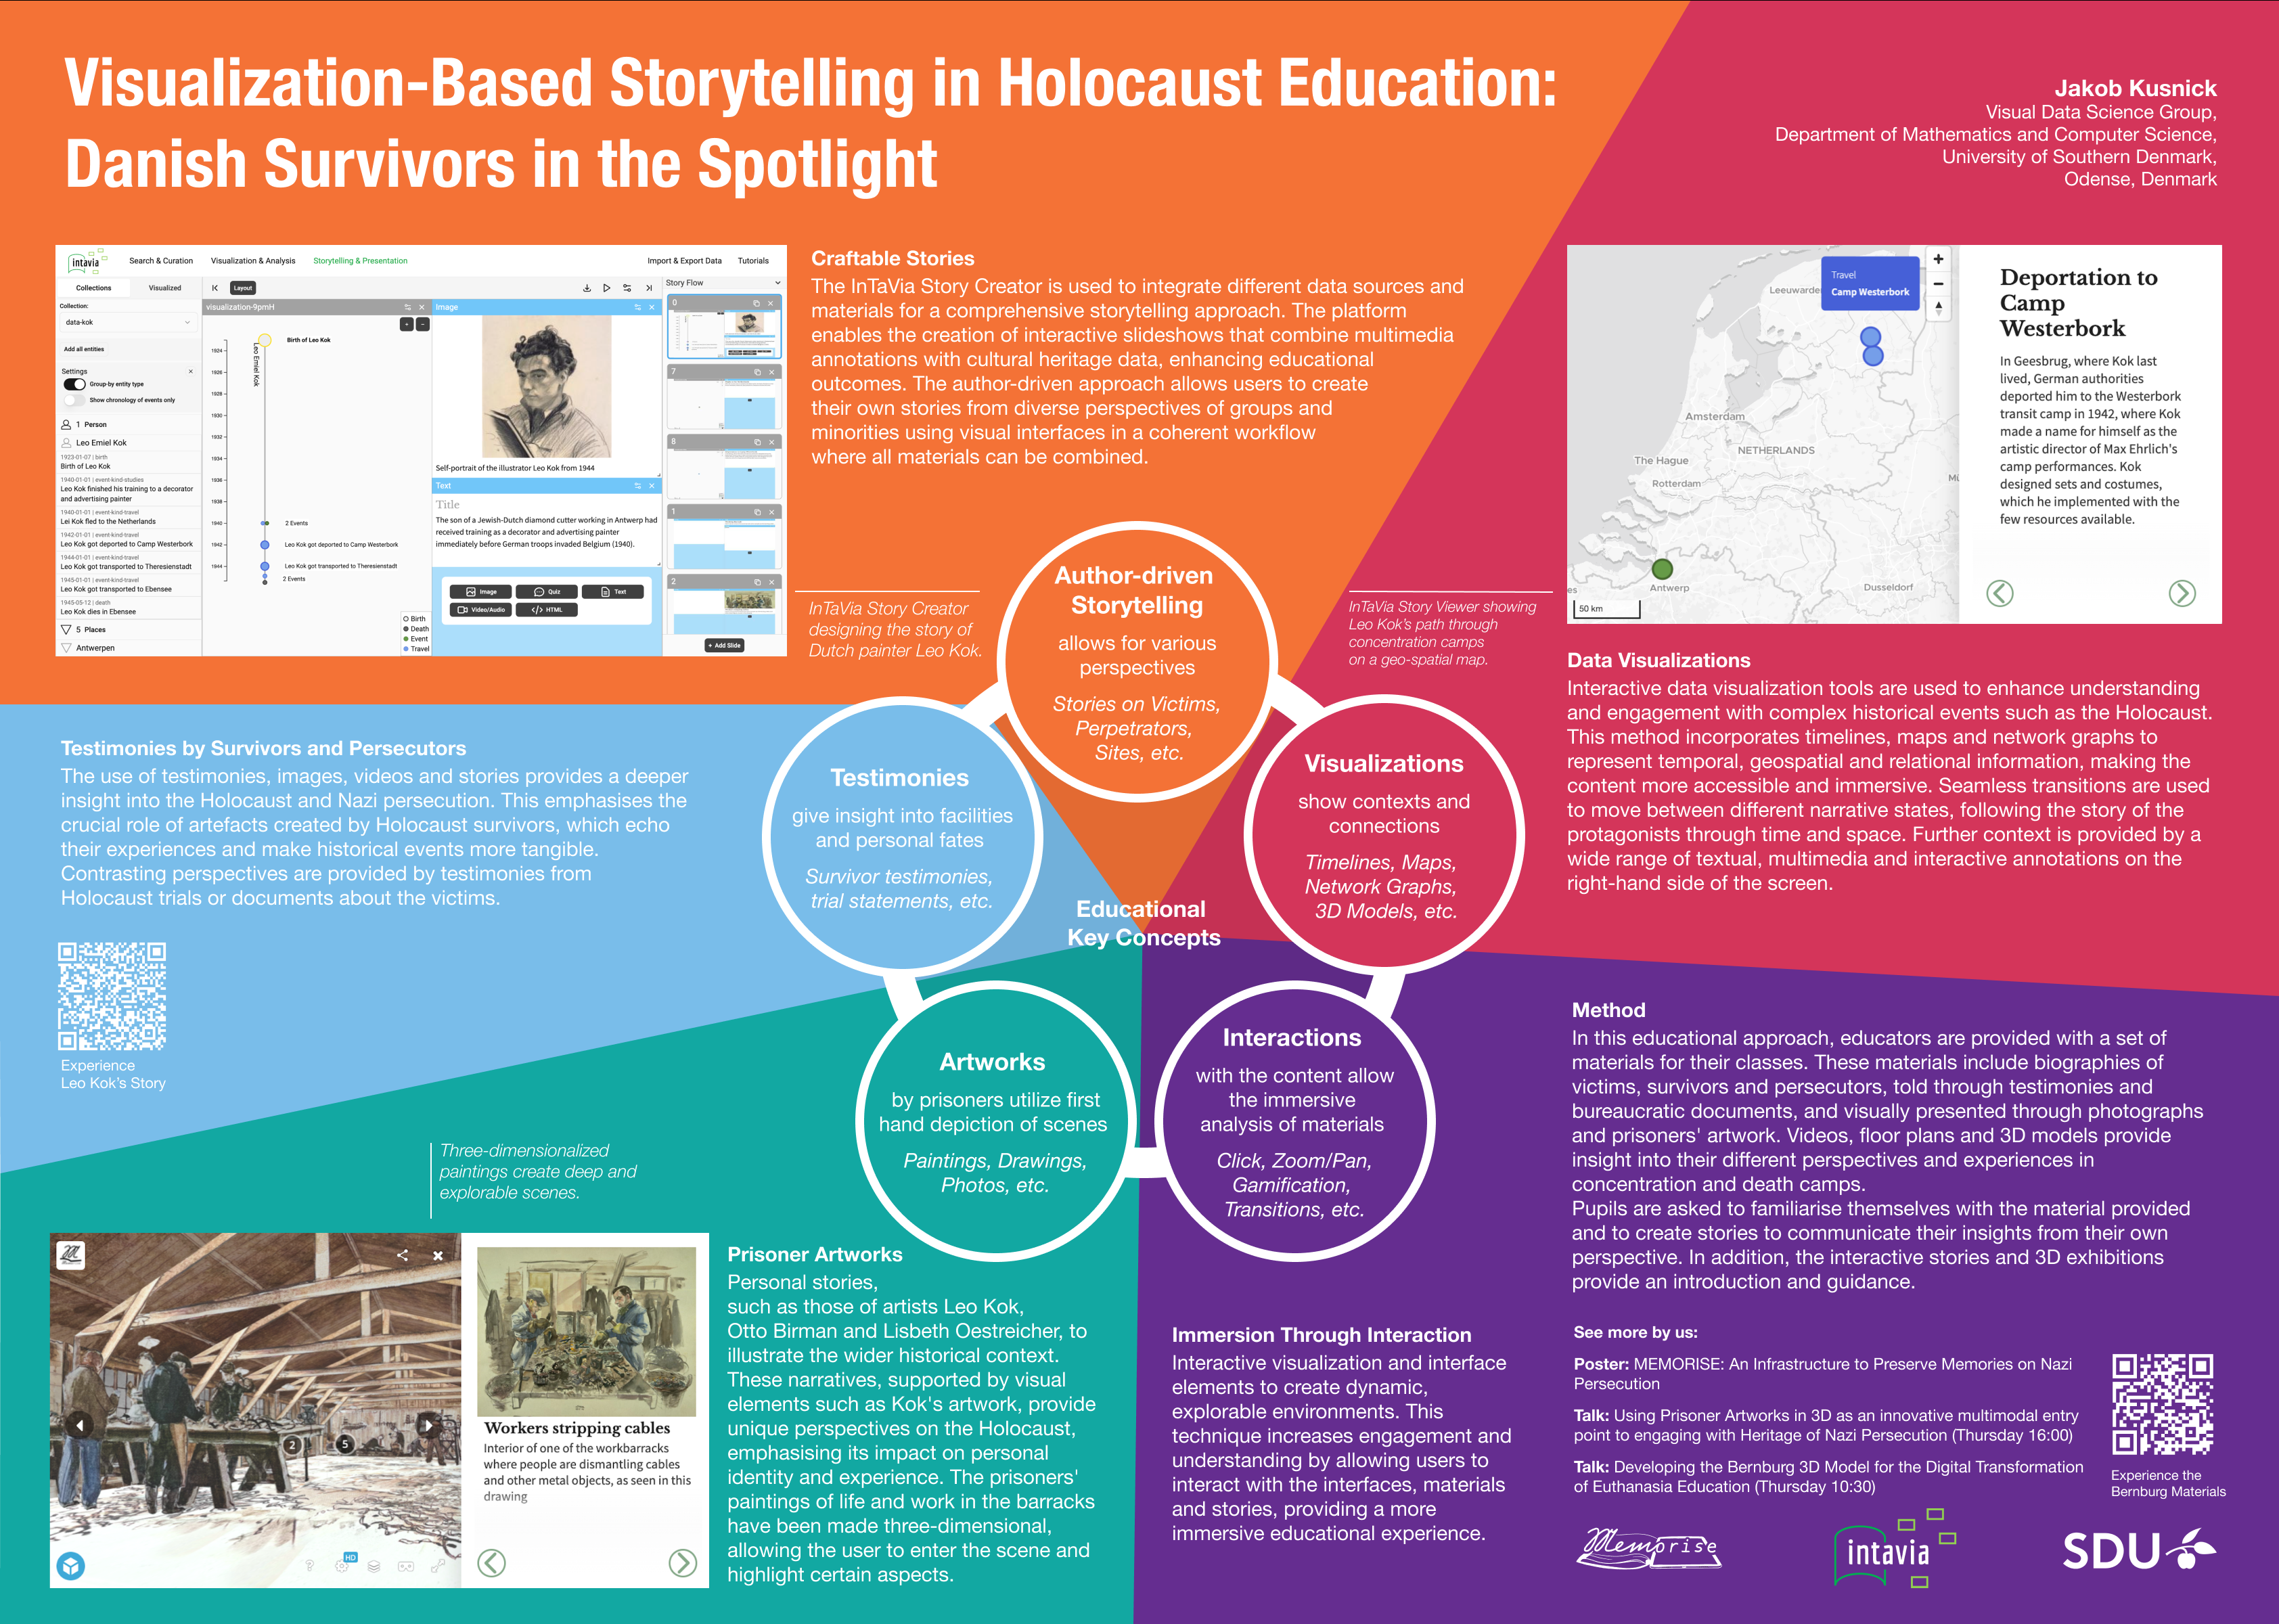 Visualization-Based Storytelling in Holocaust Education:
Danish Survivors in the Spotlight
Jakob Kusnick
Visual Data Science Group,
Department of Mathematics and Computer Science,
University of Southern Denmark,
Odense, Denmark
intavia
Search & Curation
Visualization & Analysis
Storytelling & Presentation
Import & Export Data
Tutorials
Collections
Visualized
Collection:
data-kok
Add all entities
Settings
Group-by entity type
Show chronology of events only
1 Person
Leo Emiel Kok
1923-01-07 | birth
Birth of Leo Kok
1940-01-01 | event-kind-studies
Leo Kok finished his training to a decorator
and advertising painter
1940-01-01 | event-kind-travel
Lei Kok fled to the Netherlands
1942-01-01 | event-kind-travel
Leo Kok got deported to Camp Westerbork
1944-01-01 | event-kind-travel
Leo Kok got transported to Theresienstadt
1945-01-01 | event-kind-travel
Leo Kok got transported to Ebensee
1945-05-12 | death
Leo Kok dies in Ebensee
5 Places
Antwerpen
Layout
visualization-9pmH
Leo Emiel Kok
Birth of Leo Kok
1924
1926
1928
1930
1932
1934
1936
1938
1940
2 Events
1942
Leo Kok got deported to Camp Westerbork
1944
Leo Kok got transported to Theresienstadt
2 Events
Birth
Death
Event
Travel
Image
Self-portrait of the illustrator Leo Kok from 1944
Text
Title
The son of a Jewish-Dutch diamond cutter working in Antwerp had
received training as a decorator and advertising painter
immediately before German troops invaded Belgium (1940).
Image
Quiz
Text
Video/Audio
HTML
Story Flow
0
7
8
1
2
+ Add Slide
Craftable Stories
The InTaVia Story Creator is used to integrate different data sources and
materials for a comprehensive storytelling approach. The platform
enables the creation of interactive slideshows that combine multimedia
annotations with cultural heritage data, enhancing educational
outcomes. The author-driven approach allows users to create
their own stories from diverse perspectives of groups and
minorities using visual interfaces in a coherent workflow
where all materials can be combined.
InTaVia Story Creator
designing the story of
Dutch painter Leo Kok.
InTaVia Story Viewer showing
Leo Kok's path through
concentration camps
on a geo-spatial map.
Travel
Camp Westerbork
Leeuwarde
Amsterdam
NETHERLANDS
The Hague
Rotterdam
Mü
Antwerp
Dusseldorf
es
50 km
Deportation to
Camp
Westerbork
In Geesbrug, where Kok last
lived, German authorities
deported him to the Westerbork
transit camp in 1942, where Kok
made a name for himself as the
artistic director of Max Ehrlich's
camp performances. Kok
designed sets and costumes,
which he implemented with the
few resources available.
Data Visualizations
Interactive data visualization tools are used to enhance understanding
and engagement with complex historical events such as the Holocaust.
This method incorporates timelines, maps and network graphs to
represent temporal, geospatial and relational information, making the
content more accessible and immersive. Seamless transitions are used
to move between different narrative states, following the story of the
protagonists through time and space. Further context is provided by a
wide range of textual, multimedia and interactive annotations on the
right-hand side of the screen.
Testimonies by Survivors and Persecutors
The use of testimonies, images, videos and stories provides a deeper
insight into the Holocaust and Nazi persecution. This emphasises the
crucial role of artefacts created by Holocaust survivors, which echo
their experiences and make historical events more tangible.
Contrasting perspectives are provided by testimonies from
Holocaust trials or documents about the victims.
Experience
Leo Kok's Story
Author-driven
Storytelling
allows for various
perspectives
Stories on Victims,
Perpetrators,
Sites, etc.
Testimonies
give insight into facilities
and personal fates
Survivor testimonies,
trial statements, etc.
Visualizations
show contexts and
connections
Timelines, Maps,
Network Graphs,
3D Models, etc.
Educational
Key Concepts
Artworks
by prisoners utilize first
hand depiction of scenes
Paintings, Drawings,
Photos, etc.
Interactions
with the content allow
the immersive
analysis of materials
Click, Zoom/Pan,
Gamification,
Transitions, etc.
Three-dimensionalized
paintings create deep and
explorable scenes.
2
5
HD
Workers stripping cables
Interior of one of the workbarracks
where people are dismantling cables
and other metal objects, as seen in this
drawing
Prisoner Artworks
Personal stories,
such as those of artists Leo Kok,
Otto Birman and Lisbeth Oestreicher, to
illustrate the wider historical context.
These narratives, supported by visual
elements such as Kok's artwork, provide
unique perspectives on the Holocaust,
emphasising its impact on personal
identity and experience. The prisoners'
paintings of life and work in the barracks
have been made three-dimensional,
allowing the user to enter the scene and
highlight certain aspects.
Immersion Through Interaction
Interactive visualization and interface
elements to create dynamic,
explorable environments. This
technique increases engagement and
understanding by allowing users to
interact with the interfaces, materials
and stories, providing a more
immersive educational experience.
Method
In this educational approach, educators are provided with a set of
materials for their classes. These materials include biographies of
victims, survivors and persecutors, told through testimonies and
bureaucratic documents, and visually presented through photographs
and prisoners' artwork. Videos, floor plans and 3D models provide
insight into their different perspectives and experiences in
concentration and death camps.
Pupils are asked to familiarise themselves with the material provided
and to create stories to communicate their insights from their own
perspective. In addition, the interactive stories and 3D exhibitions
provide an introduction and guidance.
See more by us:
Poster: MEMORISE: An Infrastructure to Preserve Memories on Nazi
Persecution
Talk: Using Prisoner Artworks in 3D as an innovative multimodal entry
point to engaging with Heritage of Nazi Persecution (Thursday 16:00)
Talk: Developing the Bernburg 3D Model for the Digital Transformation
of Euthanasia Education (Thursday 10:30)
Experience the
Bernburg Materials
Memorise
intavia
SDU